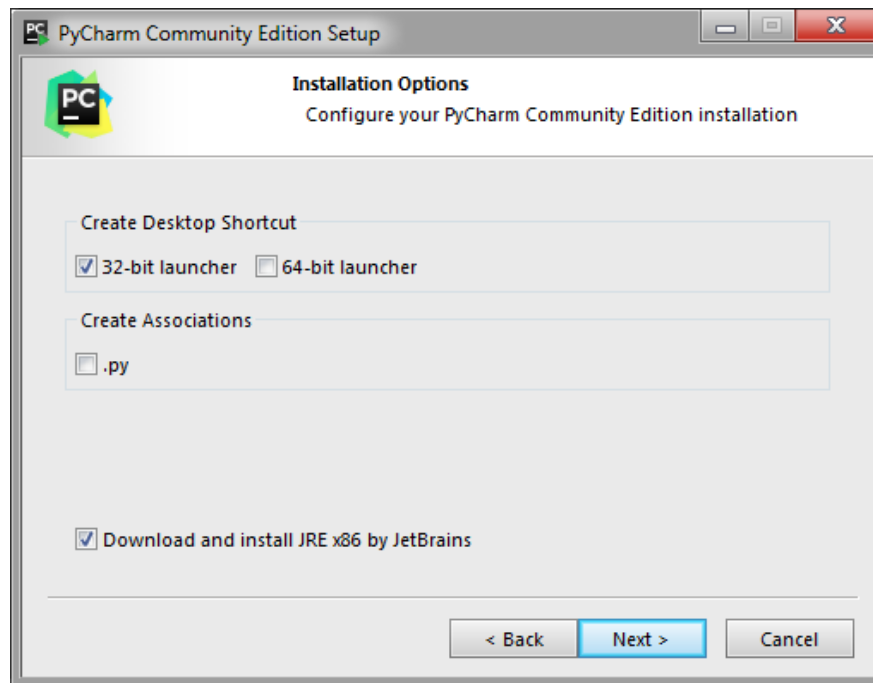 PC PyCharm Community Edition Setup
PC
Installation Options
Configure your PyCharm Community Edition installation
Create Desktop Shortcut
32-bit launcher 64-bit launcher
Create Associations
.py
Download and install JRE x86 by JetBrains
< Back Next > Cancel